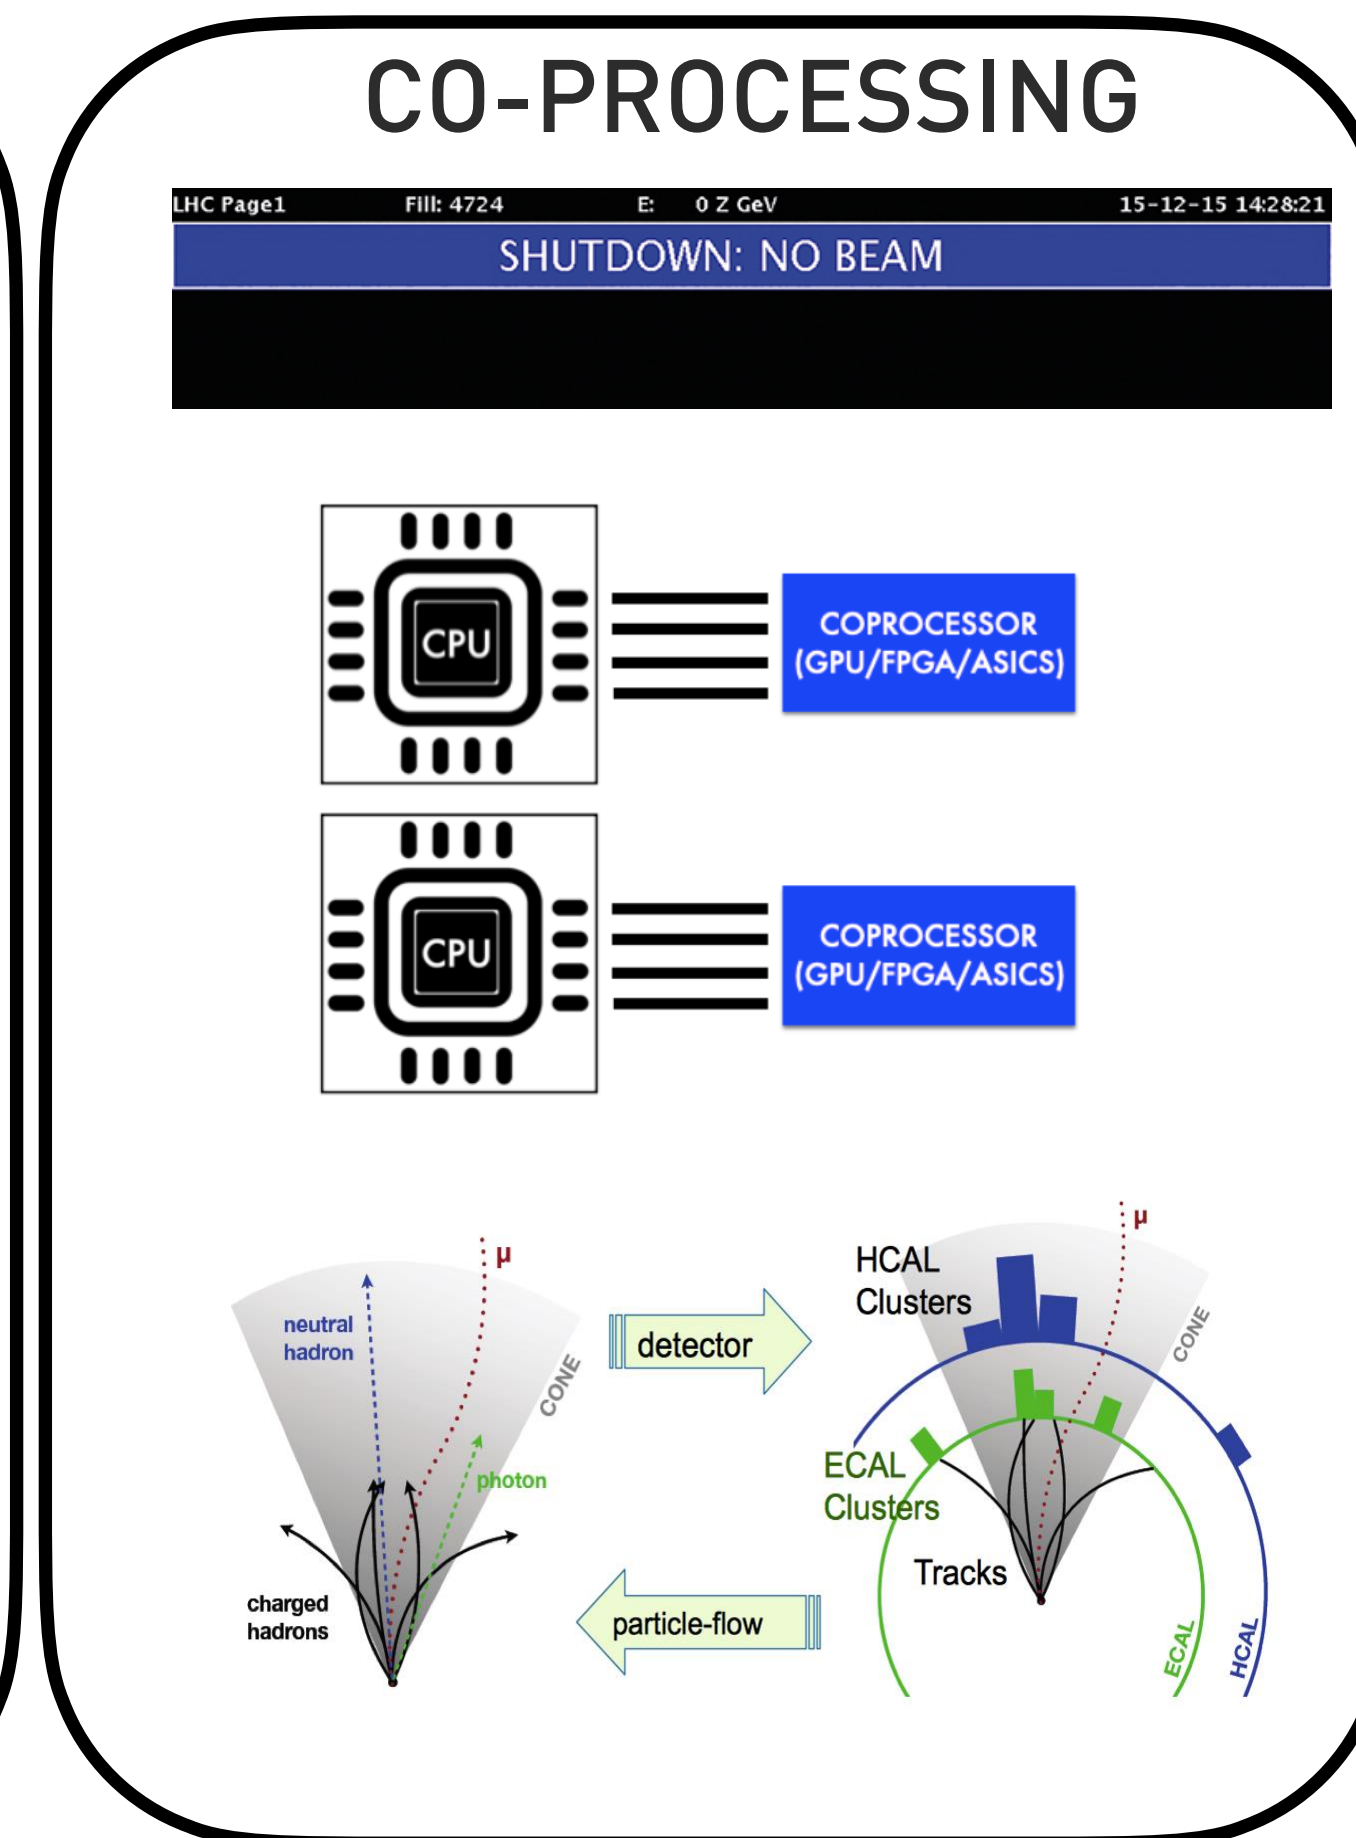 CO-PROCESSING
LHC Page1 Fill: 4724 E: 0 Z GeV 15-12-15 14:28:21
SHUTDOWN: NO BEAM
CPU
COPROCESSOR
(GPU/FPGA/ASICS)
CPU
COPROCESSOR
(GPU/FPGA/ASICS)
μ
neutral
hadron
CONE
photon
charged
hadrons
detector
particle-flow
μ
HCAL
Clusters
CONE
ECAL
Clusters
Tracks
ECAL
HCAL